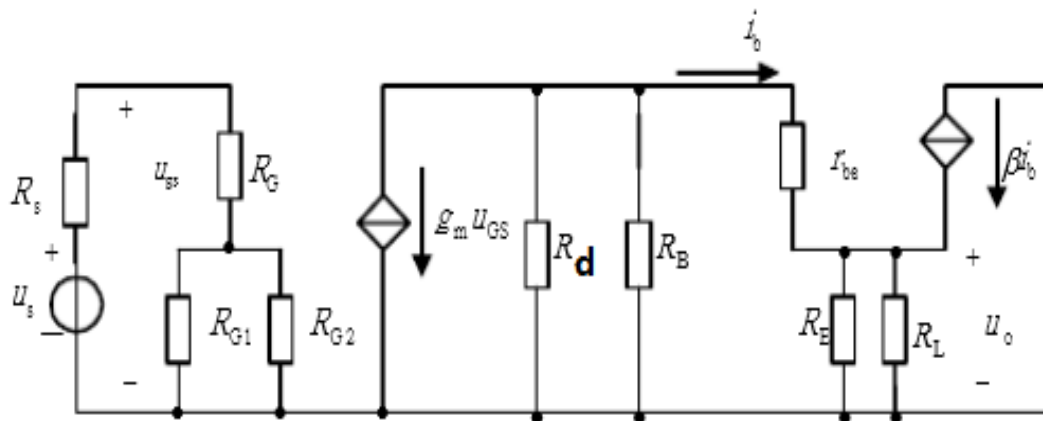 i_b
+
u_gs
R_G
R_s
+
u_s
−
R_G1
R_G2
−
g_m u_GS
R_d
R_B
r_be
βi_b
+
R_E
R_L
u_o
−